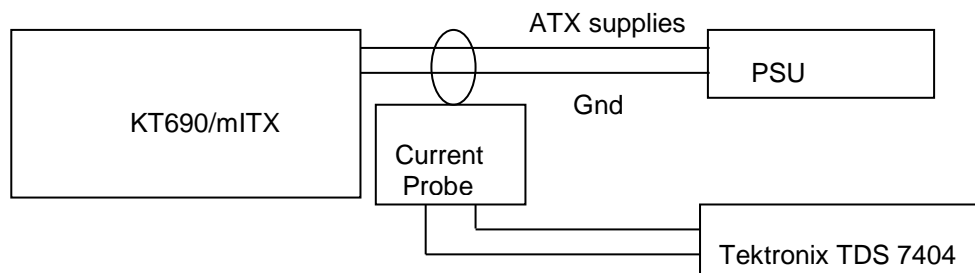 ATX supplies
PSU
Gnd
KT690/mITX
Current
Probe
Tektronix TDS 7404